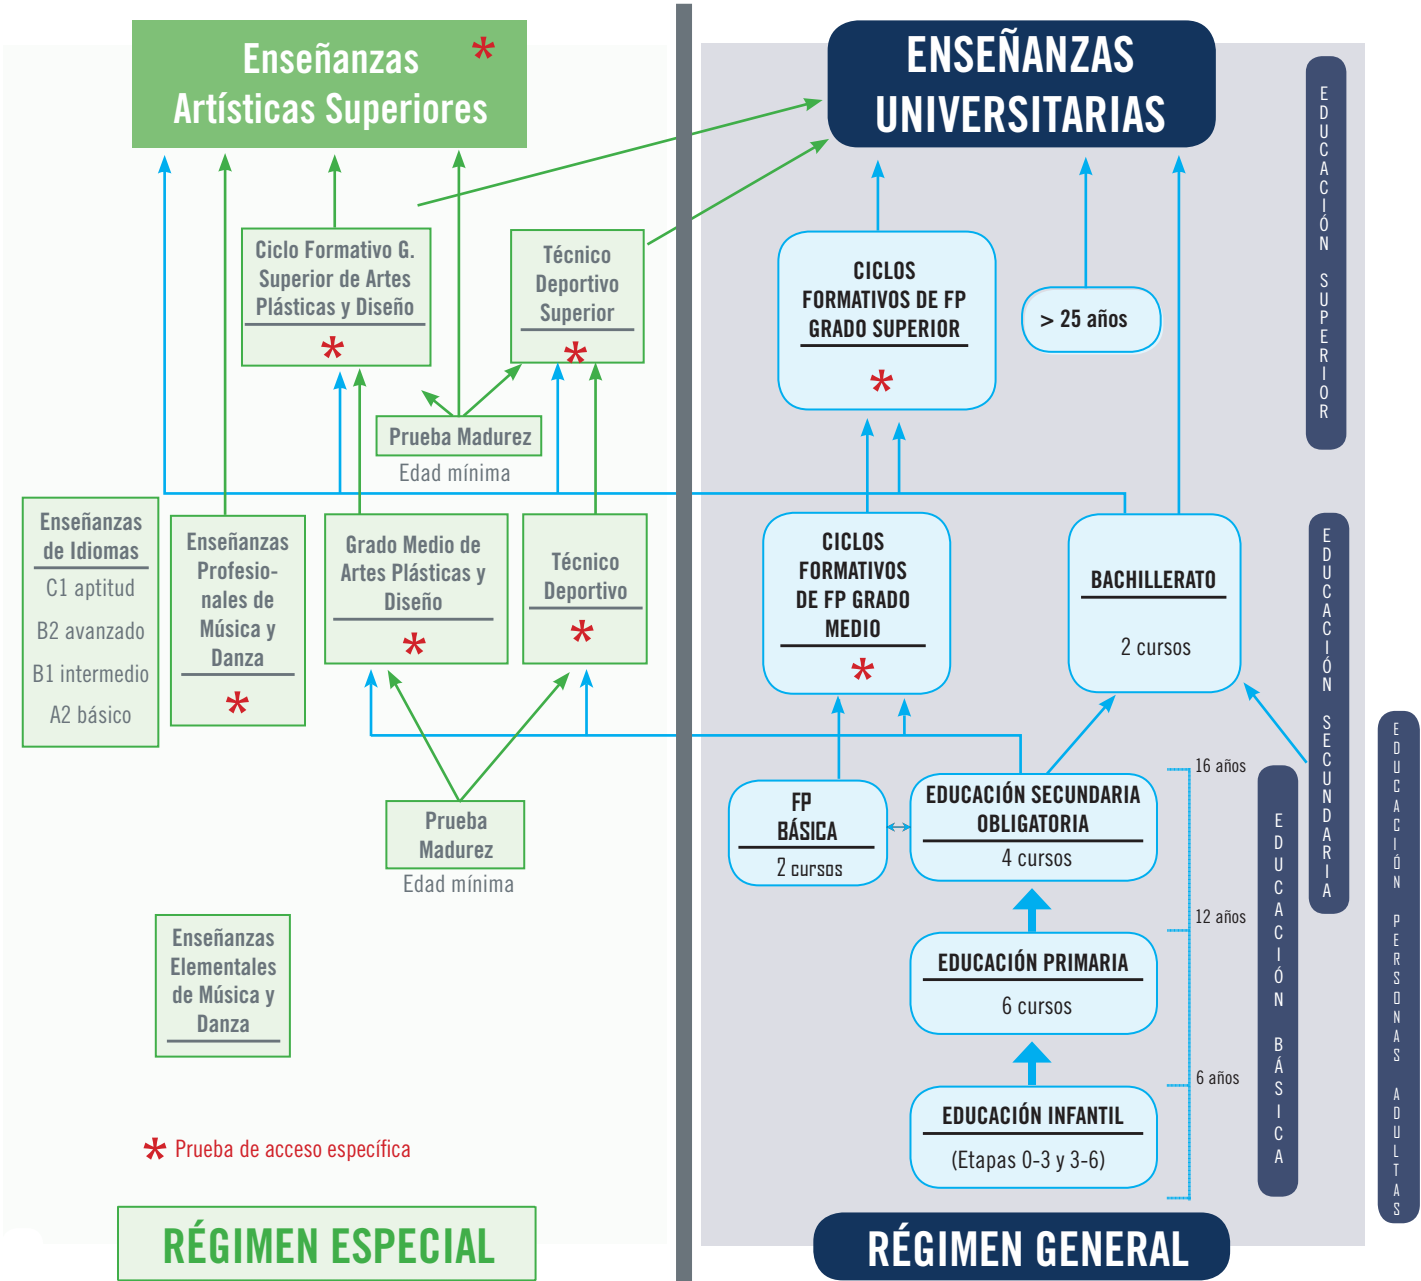 Enseñanzas *
Artísticas Superiores
ENSEÑANZAS
UNIVERSITARIAS
Ciclo Formativo G.
Superior de Artes
Plásticas y Diseño
*
Técnico
Deportivo
Superior
*
Prueba Madurez
Edad mínima
CICLOS
FORMATIVOS DE FP
GRADO SUPERIOR
*
> 25 años
EDUCACIÓN SUPERIOR
Enseñanzas
de Idiomas
C1 aptitud
B2 avanzado
B1 intermedio
A2 básico
Enseñanzas
Profesio-
nales de
Música y
Danza
*
Grado Medio de
Artes Plásticas y
Diseño
*
Técnico
Deportivo
*
CICLOS
FORMATIVOS
DE FP GRADO
MEDIO
*
BACHILLERATO
2 cursos
EDUCACIÓN SECUNDARIA
Prueba
Madurez
Edad mínima
FP
BÁSICA
2 cursos
EDUCACIÓN SECUNDARIA
OBLIGATORIA
4 cursos
16 años
12 años
6 años
EDUCACIÓN BÁSICA
EDUCACIÓN PERSONAS ADULTAS
Enseñanzas
Elementales
de Música y
Danza
EDUCACIÓN PRIMARIA
6 cursos
EDUCACIÓN INFANTIL
(Etapas 0-3 y 3-6)
* Prueba de acceso específica
RÉGIMEN ESPECIAL
RÉGIMEN GENERAL